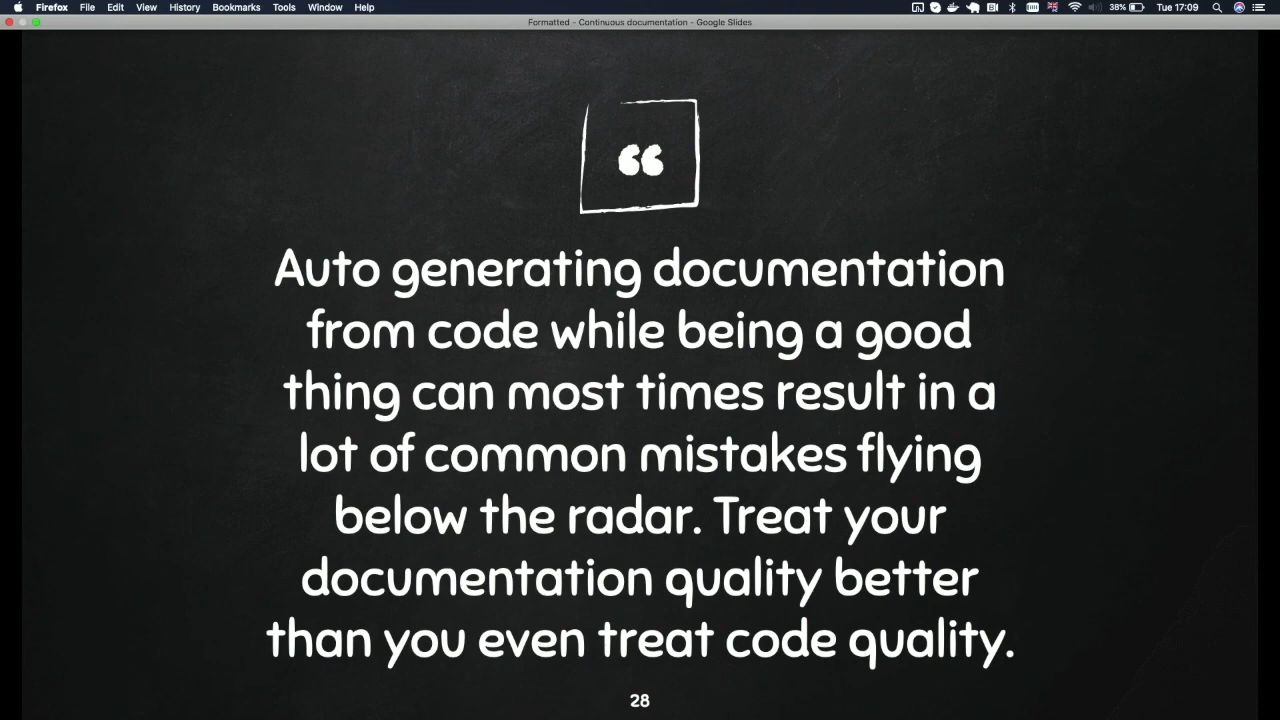 Firefox File Edit View History Bookmarks Tools Window Help 38% Tue 17:09
Formatted - Continuous documentation - Google Slides
“
Auto generating documentation
from code while being a good
thing can most times result in a
lot of common mistakes flying
below the radar. Treat your
documentation quality better
than you even treat code quality.
28